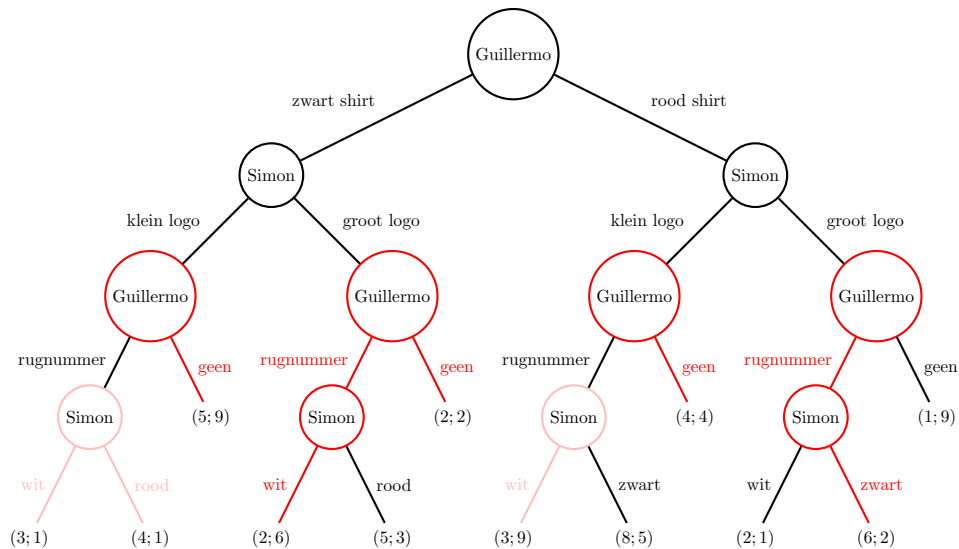 Guillermo
zwart shirt
rood shirt
Simon
Simon
klein logo
groot logo
klein logo
groot logo
Guillermo
Guillermo
Guillermo
Guillermo
rugnummer
geen
rugnummer
geen
rugnummer
geen
rugnummer
geen
Simon
(5; 9)
Simon
(2; 2)
Simon
(4; 4)
Simon
(1; 9)
wit
rood
wit
rood
wit
zwart
wit
zwart
(3; 1)
(4; 1)
(2; 6)
(5; 3)
(3; 9)
(8; 5)
(2; 1)
(6; 2)